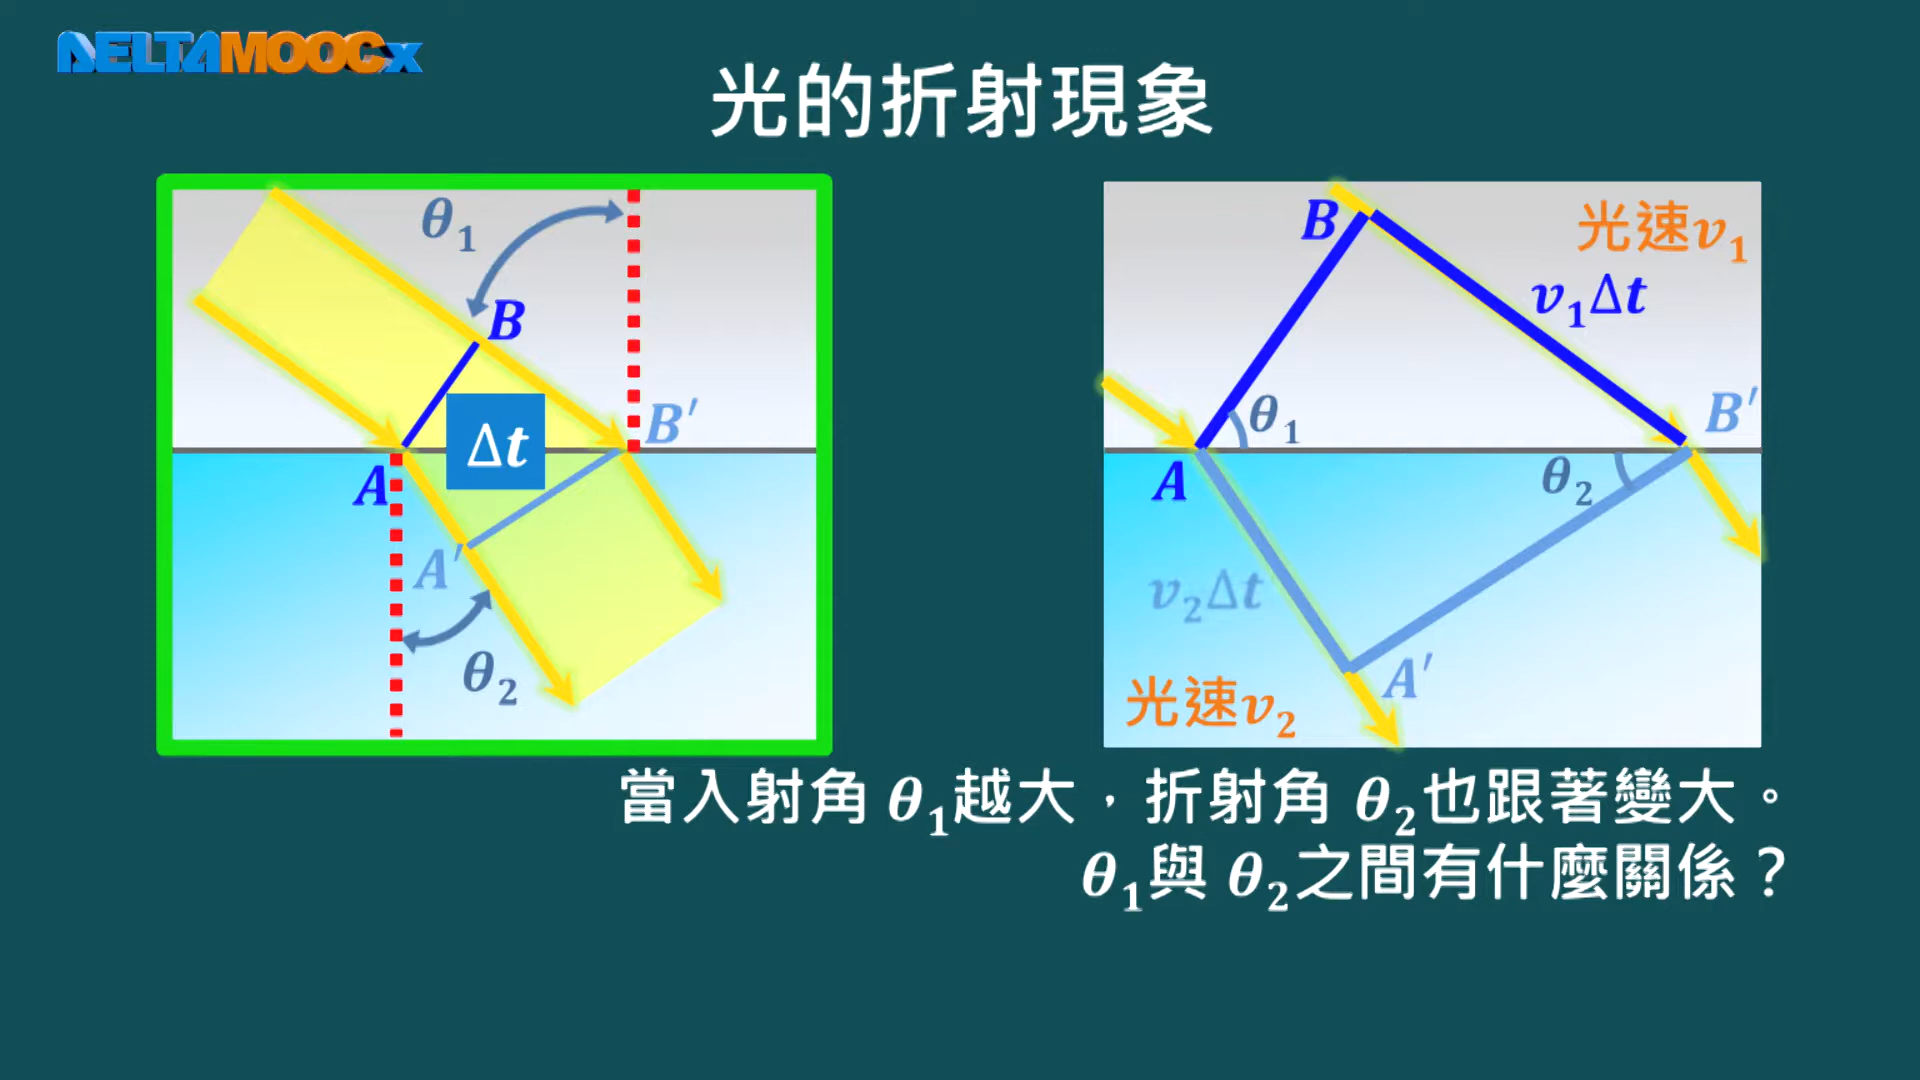 DELTAMOOCx
光的折射現象
θ₁
B
B′
Δt
A
A′
θ₂
B
光速v₁
v₁Δt
B′
θ₁
A
θ₂
v₂Δt
A′
光速v₂
當入射角 θ₁越大，折射角 θ₂也跟著變大。
θ₁與 θ₂之間有什麼關係？